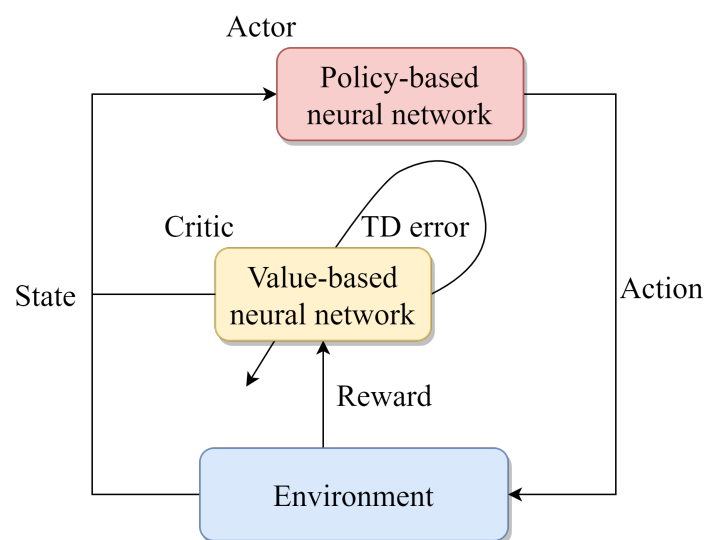 Actor
Policy-based
neural network
Critic
TD error
Value-based
neural network
State
Action
Reward
Environment